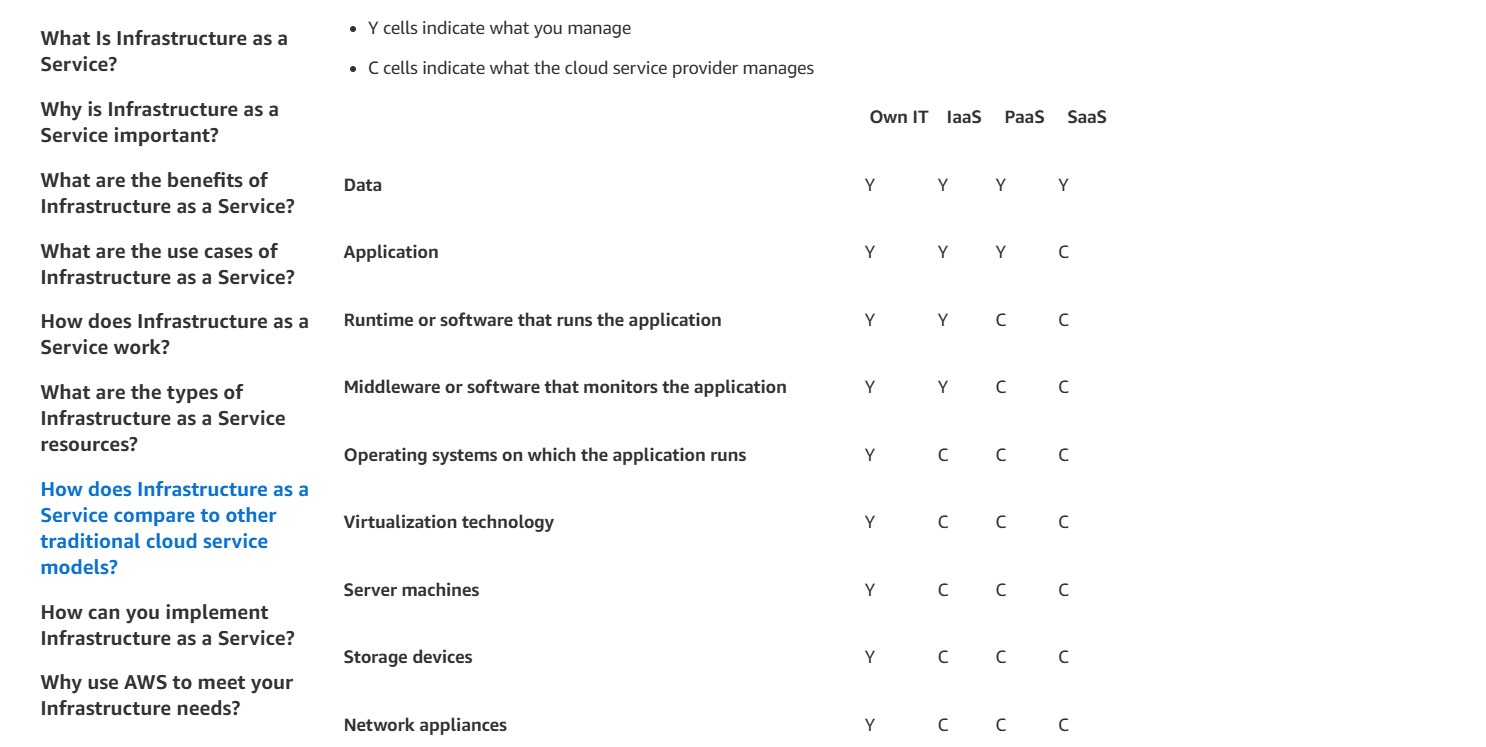 What Is Infrastructure as a
Service?
Why is Infrastructure as a
Service important?
What are the benefits of
Infrastructure as a Service?
What are the use cases of
Infrastructure as a Service?
How does Infrastructure as a
Service work?
What are the types of
Infrastructure as a Service
resources?
How does Infrastructure as a
Service compare to other
traditional cloud service
models?
How can you implement
Infrastructure as a Service?
Why use AWS to meet your
Infrastructure needs?
• Y cells indicate what you manage
• C cells indicate what the cloud service provider manages
Own IT IaaS PaaS SaaS
Data Y Y Y Y
Application Y Y Y C
Runtime or software that runs the application Y Y C C
Middleware or software that monitors the application Y Y C C
Operating systems on which the application runs Y C C C
Virtualization technology Y C C C
Server machines Y C C C
Storage devices Y C C C
Network appliances Y C C C